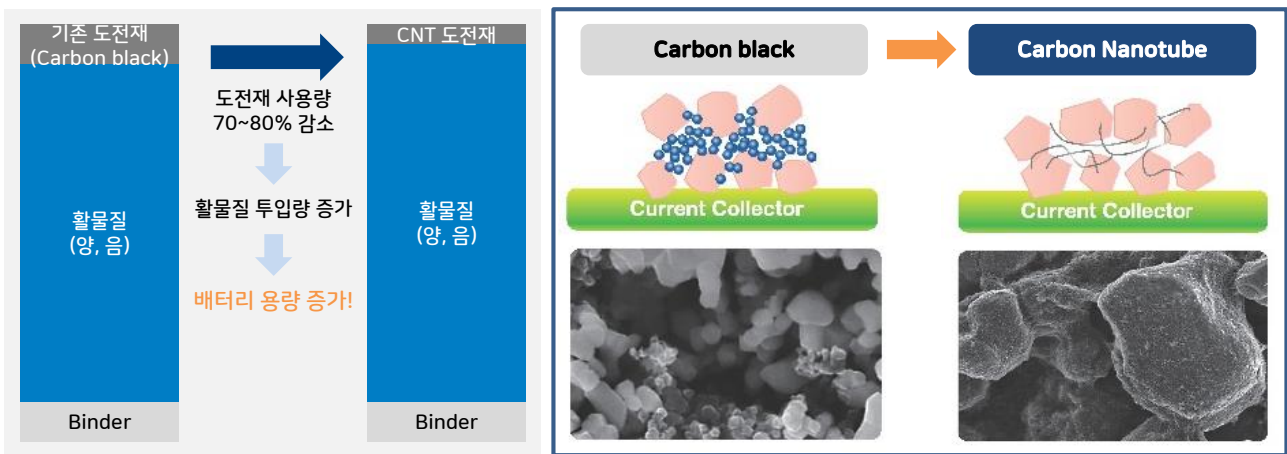 기존 도전재
(Carbon black)
CNT 도전재
도전재 사용량
70~80% 감소
활물질 투입량 증가
배터리 용량 증가!
활물질
(양, 음)
활물질
(양, 음)
Binder
Binder
Carbon black
Carbon Nanotube
Current Collector
Current Collector